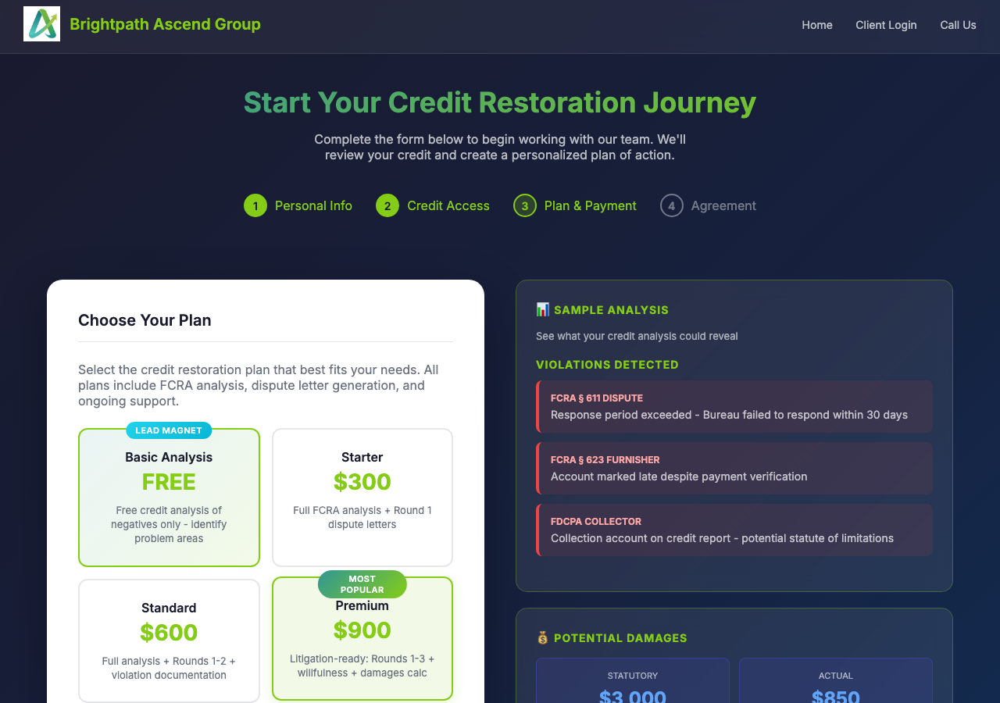 Brightpath Ascend Group
Home
Client Login
Call Us
Start Your Credit Restoration Journey
Complete the form below to begin working with our team. We'll
review your credit and create a personalized plan of action.
1 Personal Info
2 Credit Access
3 Plan & Payment
4 Agreement
Choose Your Plan
Select the credit restoration plan that best fits your needs. All
plans include FCRA analysis, dispute letter generation, and
ongoing support.
LEAD MAGNET
Basic Analysis
FREE
Free credit analysis of
negatives only - identify
problem areas
Starter
$300
Full FCRA analysis + Round 1
dispute letters
Standard
$600
Full analysis + Rounds 1-2 +
violation documentation
MOST
POPULAR
Premium
$900
Litigation-ready: Rounds 1-3 +
willfulness + damages calc
📊 SAMPLE ANALYSIS
See what your credit analysis could reveal
VIOLATIONS DETECTED
FCRA § 611 DISPUTE
Response period exceeded - Bureau failed to respond within 30 days
FCRA § 623 FURNISHER
Account marked late despite payment verification
FDCPA COLLECTOR
Collection account on credit report - potential statute of limitations
💰 POTENTIAL DAMAGES
STATUTORY
$3,000
ACTUAL
$850